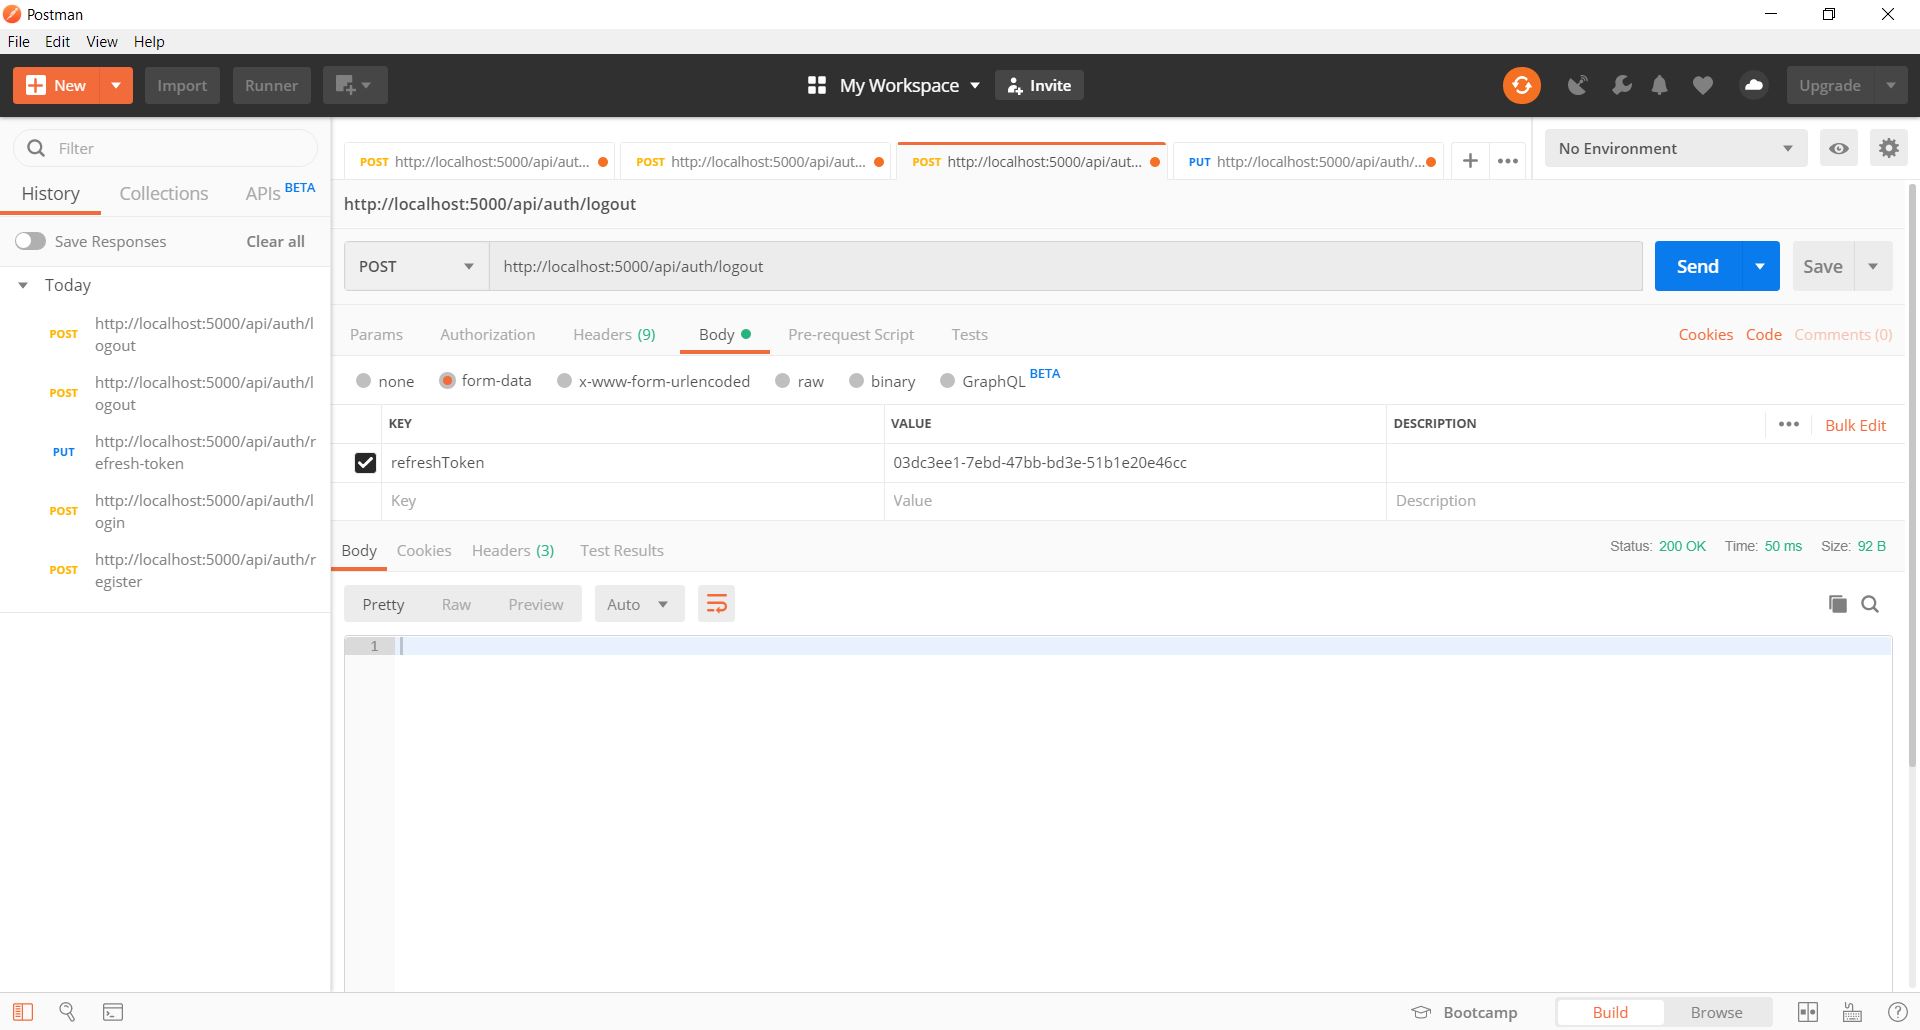 Postman
File Edit View Help
New Import Runner My Workspace Invite Upgrade
Filter
History Collections APIs BETA
Save Responses Clear all
Today
POST http://localhost:5000/api/auth/l
ogout
POST http://localhost:5000/api/auth/l
ogout
PUT http://localhost:5000/api/auth/r
efresh-token
POST http://localhost:5000/api/auth/l
ogin
POST http://localhost:5000/api/auth/r
egister
POST http://localhost:5000/api/aut... POST http://localhost:5000/api/aut... POST http://localhost:5000/api/aut... PUT http://localhost:5000/api/auth/... No Environment
http://localhost:5000/api/auth/logout
POST http://localhost:5000/api/auth/logout Send Save
Params Authorization Headers (9) Body Pre-request Script Tests Cookies Code Comments (0)
none form-data x-www-form-urlencoded raw binary GraphQL BETA
KEY VALUE DESCRIPTION Bulk Edit
refreshToken 03dc3ee1-7ebd-47bb-bd3e-51b1e20e46cc
Key Value Description
Body Cookies Headers (3) Test Results Status: 200 OK Time: 50 ms Size: 92 B
Pretty Raw Preview Auto
1
Bootcamp Build Browse